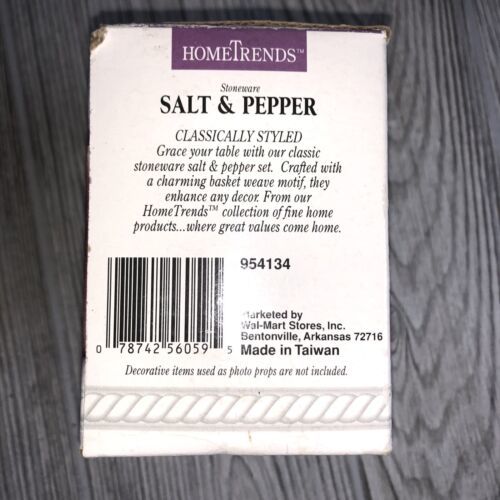 HOMETRENDS™
Stoneware
SALT & PEPPER
CLASSICALLY STYLED
Grace your table with our classic
stoneware salt & pepper set. Crafted with
a charming basket weave motif, they
enhance any decor. From our
HomeTrends™ collection of fine home
products...where great values come home.
954134
Marketed by
Wal-Mart Stores, Inc.
Bentonville, Arkansas 72716
Made in Taiwan
0 78742 56059 5
Decorative items used as photo props are not included.